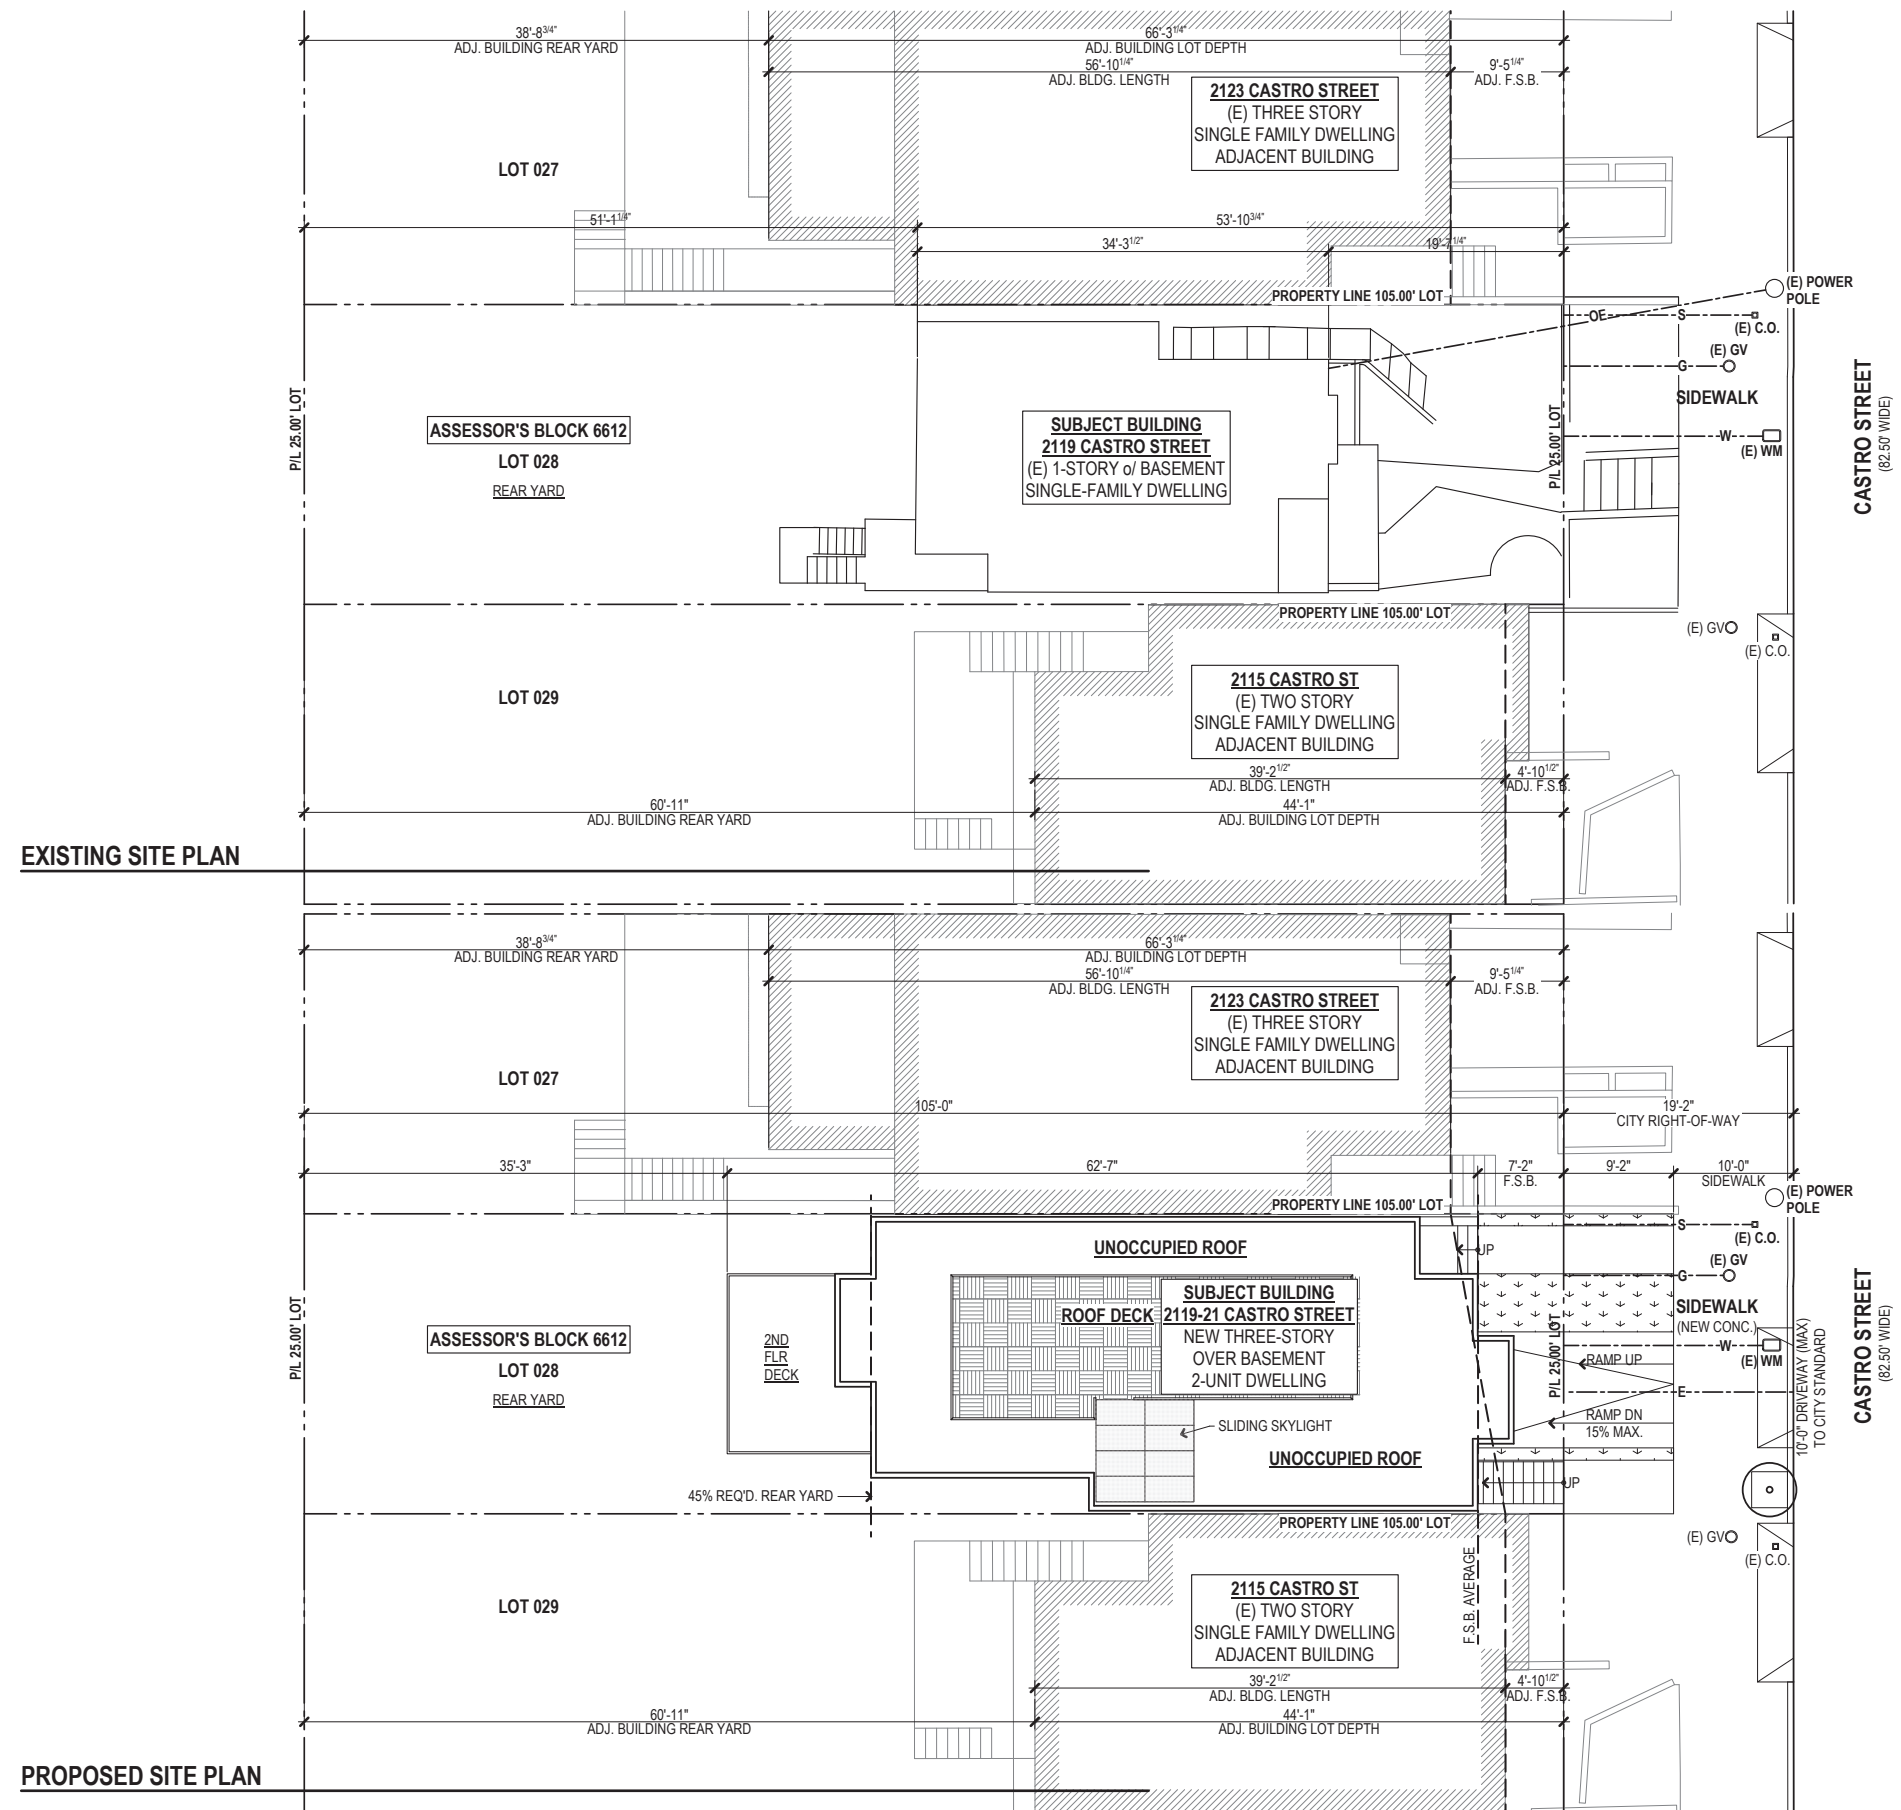 38'-8 3/4"
ADJ. BUILDING REAR YARD
66'-3 1/4"
ADJ. BUILDING LOT DEPTH
56'-10 1/4"
ADJ. BLDG. LENGTH
9'-5 1/4"
ADJ. F.S.B.
2123 CASTRO STREET
(E) THREE STORY
SINGLE FAMILY DWELLING
ADJACENT BUILDING
LOT 027
51'-1 1/4"
53'-10 3/4"
34'-3 1/2"
19'-7 1/4"
PROPERTY LINE 105.00' LOT
(E) POWER
POLE
OE
S
(E) C.O.
(E) GV
G
SIDEWALK
W
(E) WM
P/L 25.00' LOT
P/L 25.00' LOT
CASTRO STREET
(82.50' WIDE)
ASSESSOR'S BLOCK 6612
LOT 028
REAR YARD
SUBJECT BUILDING
2119 CASTRO STREET
(E) 1-STORY o/ BASEMENT
SINGLE-FAMILY DWELLING
PROPERTY LINE 105.00' LOT
(E) GV
(E) C.O.
LOT 029
2115 CASTRO ST
(E) TWO STORY
SINGLE FAMILY DWELLING
ADJACENT BUILDING
39'-2 1/2"
ADJ. BLDG. LENGTH
4'-10 1/2"
ADJ. F.S.B.
60'-11"
ADJ. BUILDING REAR YARD
44'-1"
ADJ. BUILDING LOT DEPTH
EXISTING SITE PLAN
38'-8 3/4"
ADJ. BUILDING REAR YARD
66'-3 1/4"
ADJ. BUILDING LOT DEPTH
56'-10 1/4"
ADJ. BLDG. LENGTH
9'-5 1/4"
ADJ. F.S.B.
2123 CASTRO STREET
(E) THREE STORY
SINGLE FAMILY DWELLING
ADJACENT BUILDING
LOT 027
105'-0"
19'-2"
CITY RIGHT-OF-WAY
35'-3"
62'-7"
7'-2"
F.S.B.
9'-2"
10'-0"
SIDEWALK
PROPERTY LINE 105.00' LOT
(E) POWER
POLE
S
(E) C.O.
(E) GV
G
SIDEWALK
(NEW CONC.)
W
(E) WM
E
UP
UNOCCUPIED ROOF
ROOF DECK
SUBJECT BUILDING
2119-21 CASTRO STREET
NEW THREE-STORY
OVER BASEMENT
2-UNIT DWELLING
2ND
FLR
DECK
P/L 25.00' LOT
P/L 25.00' LOT
ASSESSOR'S BLOCK 6612
LOT 028
REAR YARD
RAMP UP
RAMP DN
15% MAX.
10'-0" DRIVEWAY (MAX)
TO CITY STANDARD
CASTRO STREET
(82.50' WIDE)
SLIDING SKYLIGHT
UNOCCUPIED ROOF
UP
45% REQ'D. REAR YARD
PROPERTY LINE 105.00' LOT
(E) GV
(E) C.O.
F.S.B. AVERAGE
LOT 029
2115 CASTRO ST
(E) TWO STORY
SINGLE FAMILY DWELLING
ADJACENT BUILDING
39'-2 1/2"
ADJ. BLDG. LENGTH
4'-10 1/2"
ADJ. F.S.B.
60'-11"
ADJ. BUILDING REAR YARD
44'-1"
ADJ. BUILDING LOT DEPTH
PROPOSED SITE PLAN